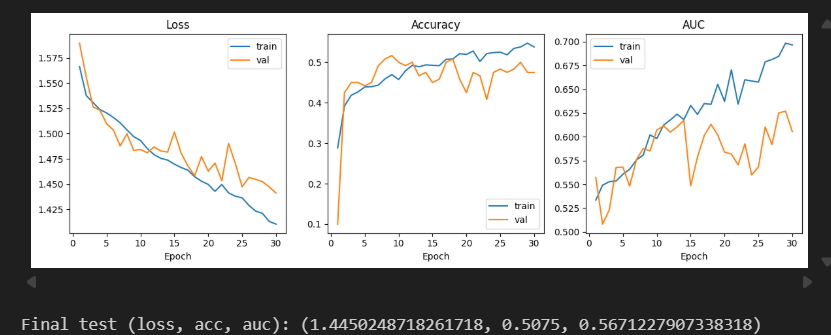 Loss
Accuracy
AUC
train
val
1.575
1.550
1.525
1.500
1.475
1.450
1.425
0 5 10 15 20 25 30
Epoch
train
val
0.5
0.4
0.3
0.2
0.1
0 5 10 15 20 25 30
Epoch
train
val
0.700
0.675
0.650
0.625
0.600
0.575
0.550
0.525
0.500
0 5 10 15 20 25 30
Epoch
Final test (loss, acc, auc): (1.4450248718261718, 0.5075, 0.5671227907338318)